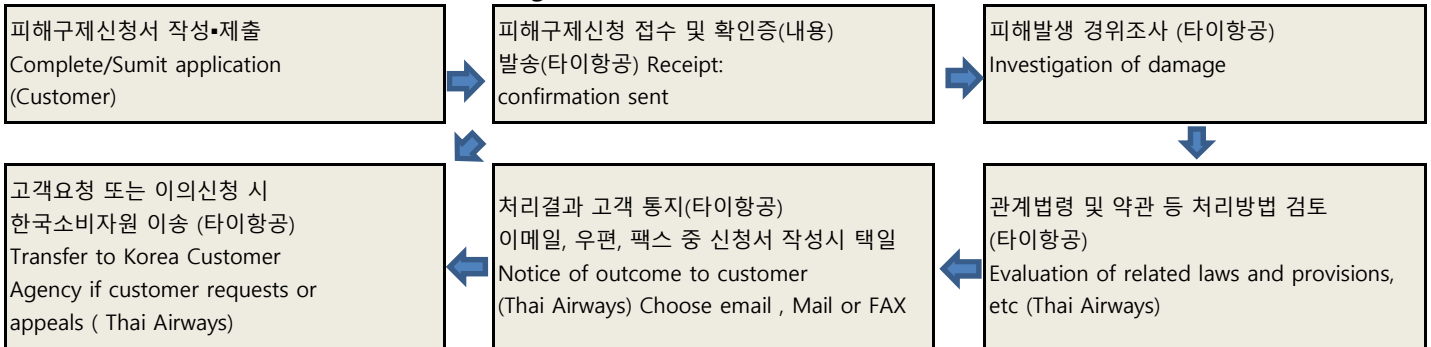 피해구제신청서 작성▪제출
Complete/Sumit application
(Customer)
피해구제신청 접수 및 확인증(내용)
발송(타이항공) Receipt:
confirmation sent
피해발생 경위조사 (타이항공)
Investigation of damage
고객요청 또는 이의신청 시
한국소비자원 이송 (타이항공)
Transfer to Korea Customer
Agency if customer requests or
appeals ( Thai Airways)
처리결과 고객 통지(타이항공)
이메일, 우편, 팩스 중 신청서 작성시 택일
Notice of outcome to customer
(Thai Airways) Choose email , Mail or FAX
관계법령 및 약관 등 처리방법 검토
(타이항공)
Evaluation of related laws and provisions,
etc (Thai Airways)